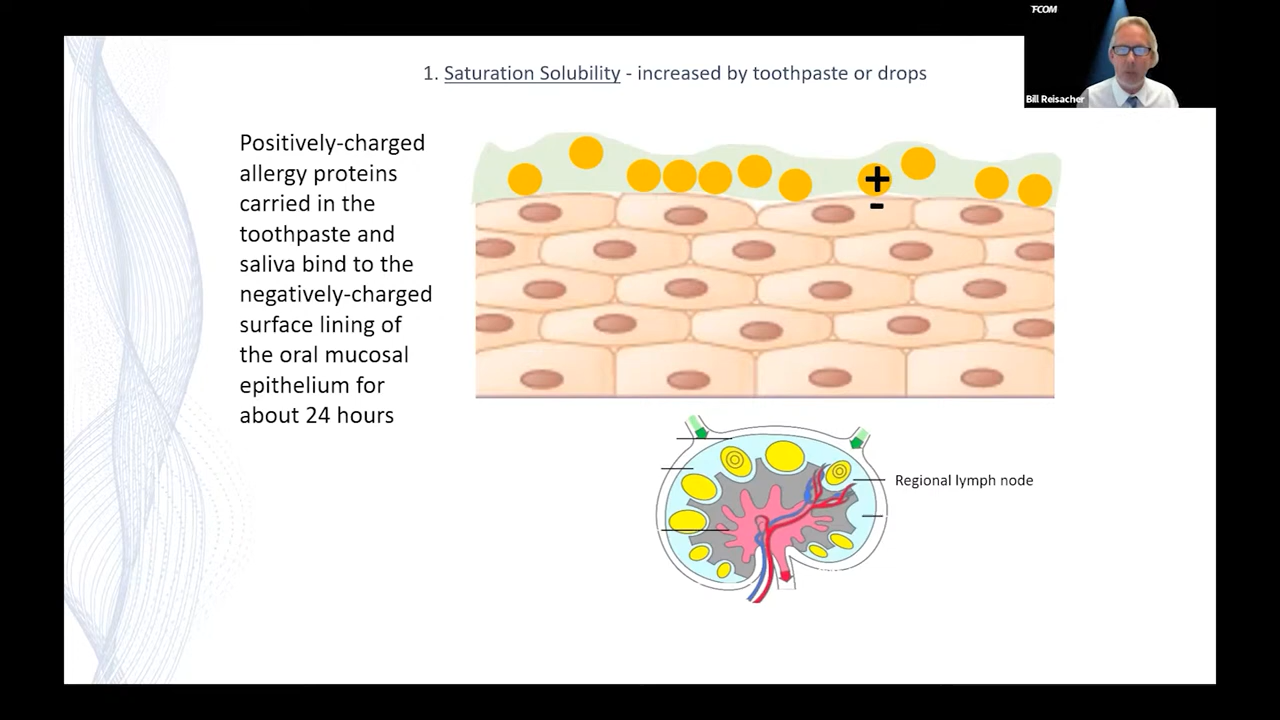 TFCOM
1. Saturation Solubility - increased by toothpaste or drops
Bill Reisacher
Positively-charged
allergy proteins
carried in the
toothpaste and
saliva bind to the
negatively-charged
surface lining of
the oral mucosal
epithelium for
about 24 hours
+
-
Regional lymph node